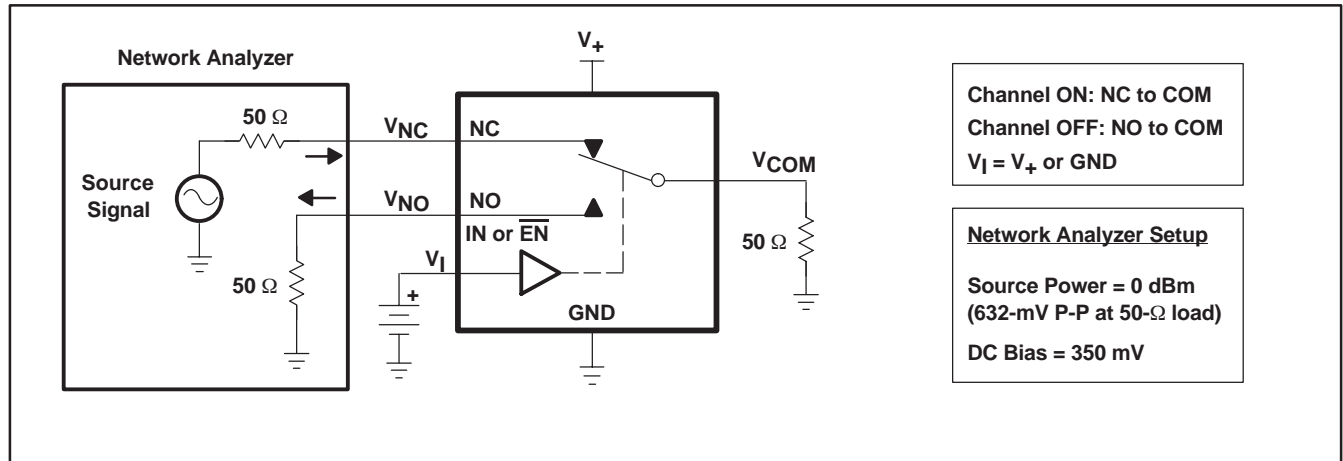 Network Analyzer
V+
50 Ω
VNC
NC
Source
Signal
VNO
NO
IN or E̅N̅
VI
50 Ω
+
GND
VCOM
50 Ω
Channel ON: NC to COM
Channel OFF: NO to COM
VI = V+ or GND
Network Analyzer Setup
Source Power = 0 dBm
(632-mV P-P at 50-Ω load)
DC Bias = 350 mV